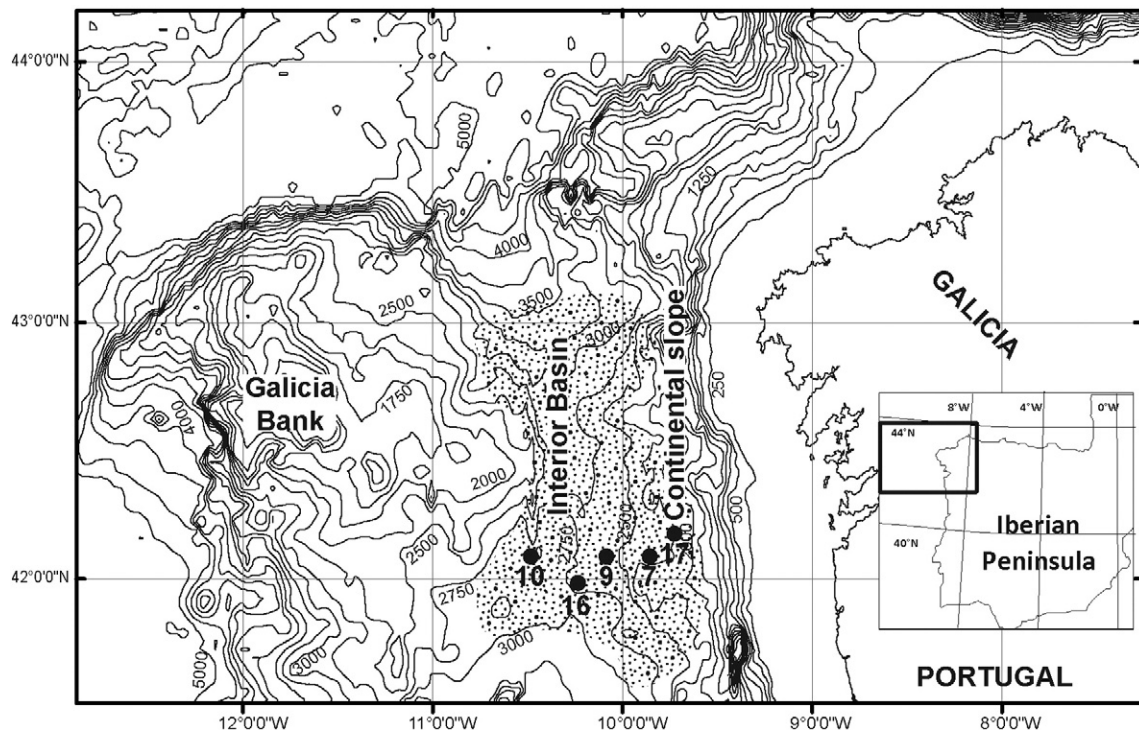 44°0'0"N
43°0'0"N
42°0'0"N
12°0'0"W
11°0'0"W
10°0'0"W
9°0'0"W
8°0'0"W
5000
1250
4000
3500
3000
2500
Galicia
Bank
1750
4000
2000
2500
2750
3000
5000
3000
Interior Basin
Continental slope
2750
2500
250
500
10
16
9
7
17
GALICIA
PORTUGAL
8°W
4°W
0°W
44°N
40°N
Iberian
Peninsula